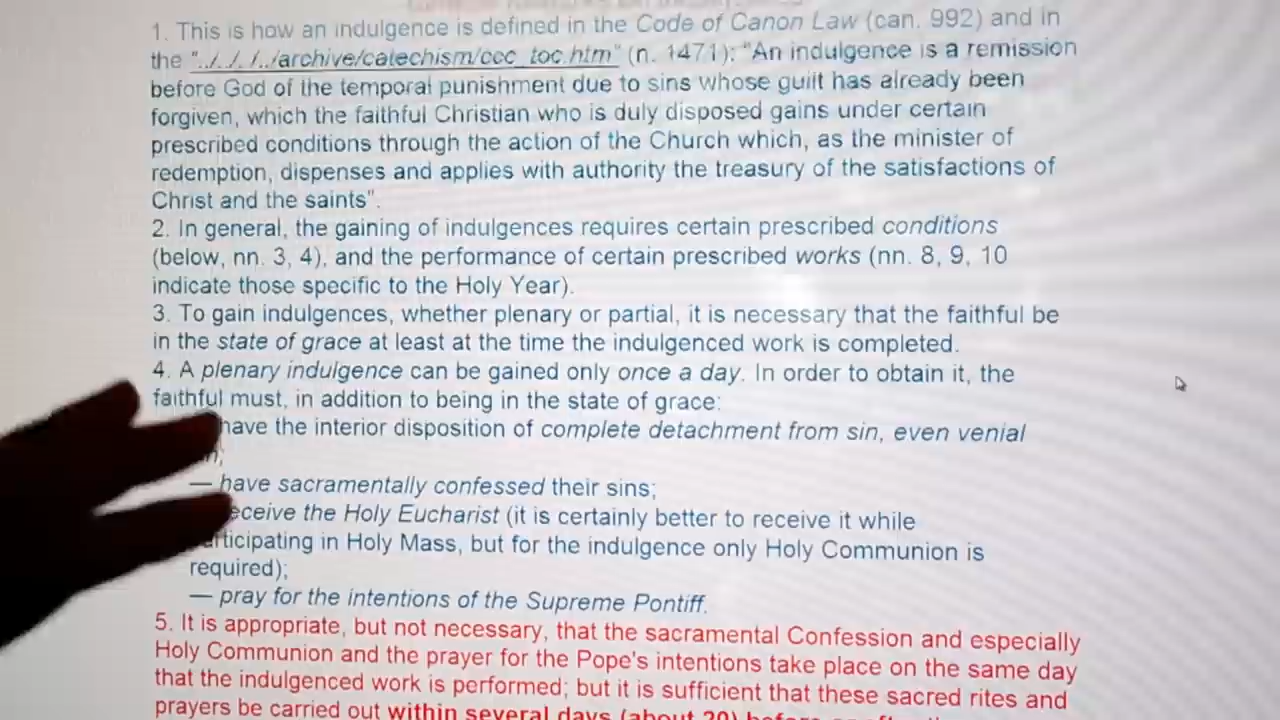 1. This is how an indulgence is defined in the Code of Canon Law (can. 992) and in
the "../../../../archive/catechism/ccc_toc.htm" (n. 1471): "An indulgence is a remission
before God of the temporal punishment due to sins whose guilt has already been
forgiven, which the faithful Christian who is duly disposed gains under certain
prescribed conditions through the action of the Church which, as the minister of
redemption, dispenses and applies with authority the treasury of the satisfactions of
Christ and the saints".
2. In general, the gaining of indulgences requires certain prescribed conditions
(below, nn. 3, 4), and the performance of certain prescribed works (nn. 8, 9, 10
indicate those specific to the Holy Year).
3. To gain indulgences, whether plenary or partial, it is necessary that the faithful be
in the state of grace at least at the time the indulgenced work is completed.
4. A plenary indulgence can be gained only once a day. In order to obtain it, the
faithful must, in addition to being in the state of grace:
have the interior disposition of complete detachment from sin, even venial
— have sacramentally confessed their sins;
the Holy Eucharist (it is certainly better to receive it while
in Holy Mass, but for the indulgence only Holy Communion is
required);
— pray for the intentions of the Supreme Pontiff.
5. It is appropriate, but not necessary, that the sacramental Confession and especially
Holy Communion and the prayer for the Pope's intentions take place on the same day
that the indulgenced work is performed; but it is sufficient that these sacred rites and
prayers be carried out within several days (about 20) before